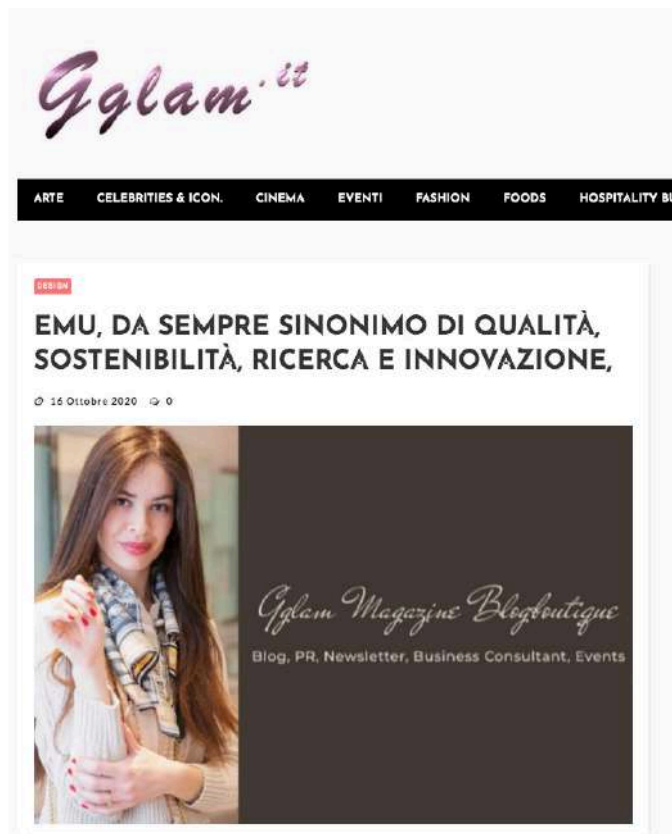 Gglam.it
ARTE CELEBRITIES & ICON. CINEMA EVENTI FASHION FOODS HOSPITALITY BU
DESIGN
EMU, DA SEMPRE SINONIMO DI QUALITÀ,
SOSTENIBILITÀ, RICERCA E INNOVAZIONE,
16 Ottobre 2020 0
Gglam Magazine Blogboutique
Blog, PR, Newsletter, Business Consultant, Events